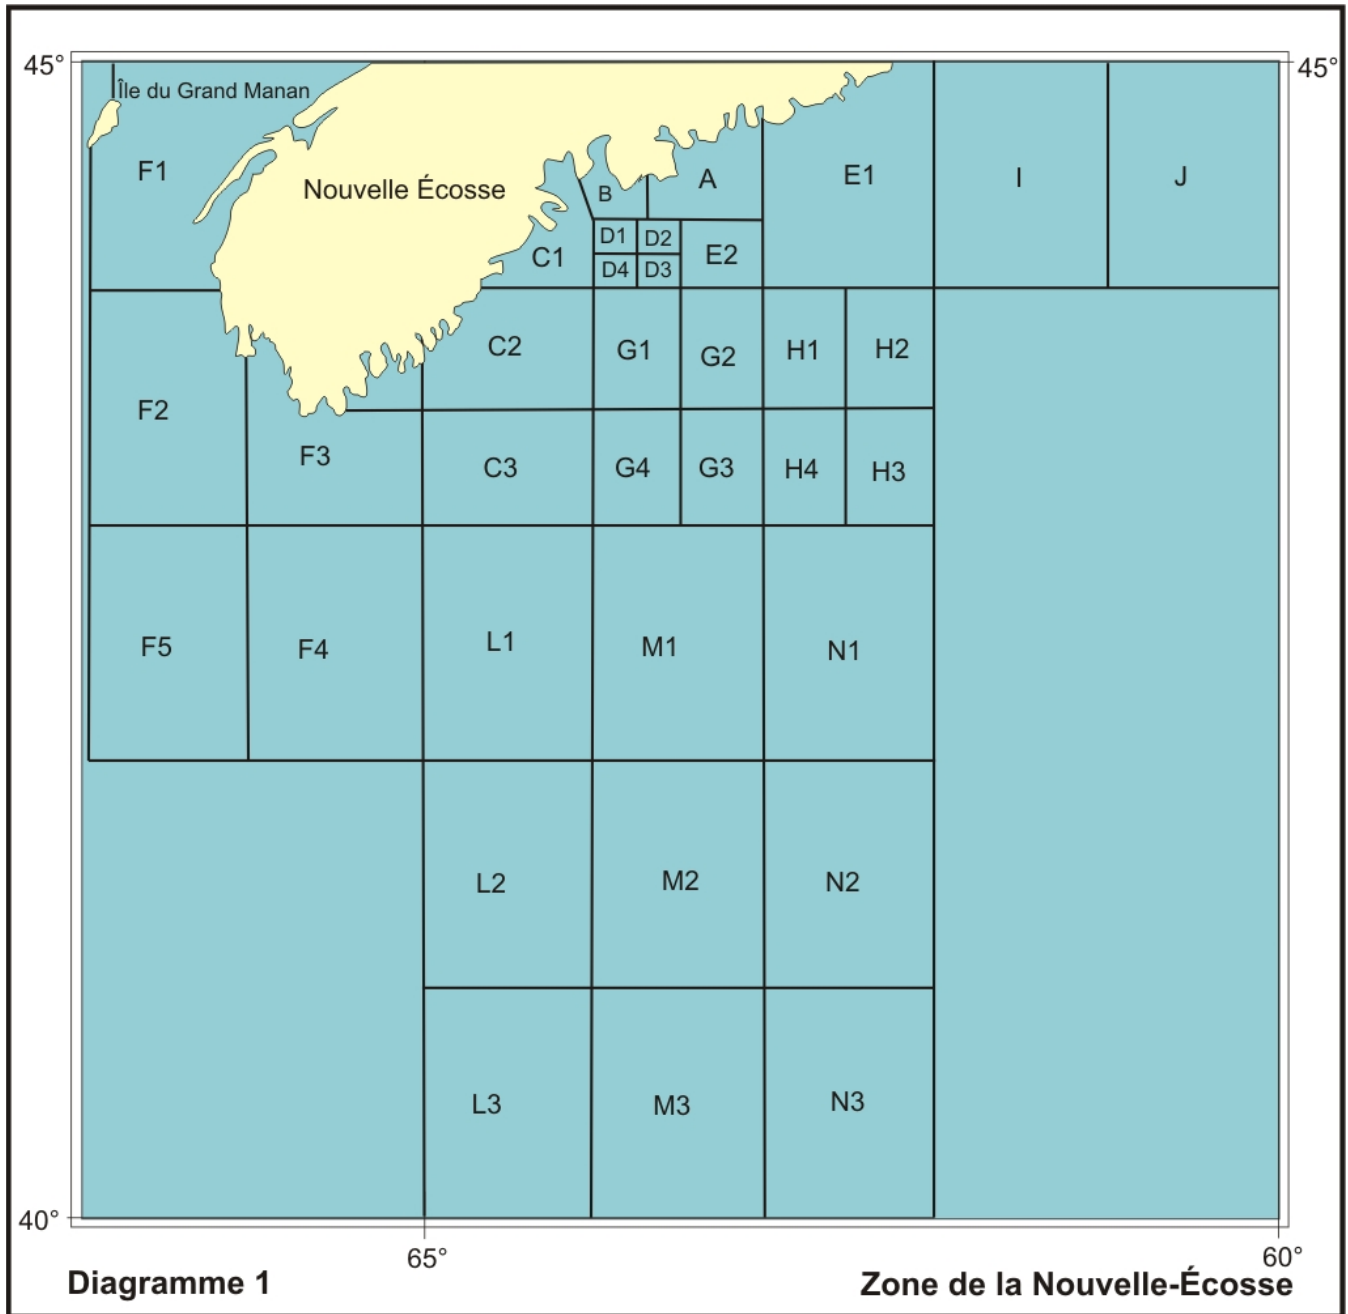 45°
45°
Île du Grand Manan
F1
Nouvelle Écosse
B
A
E1
I
J
D1
D2
C1
E2
D4
D3
C2
G1
G2
H1
H2
F2
F3
C3
G4
G3
H4
H3
F5
F4
L1
M1
N1
L2
M2
N2
L3
M3
N3
40°
65°
60°
Diagramme 1
Zone de la Nouvelle-Écosse